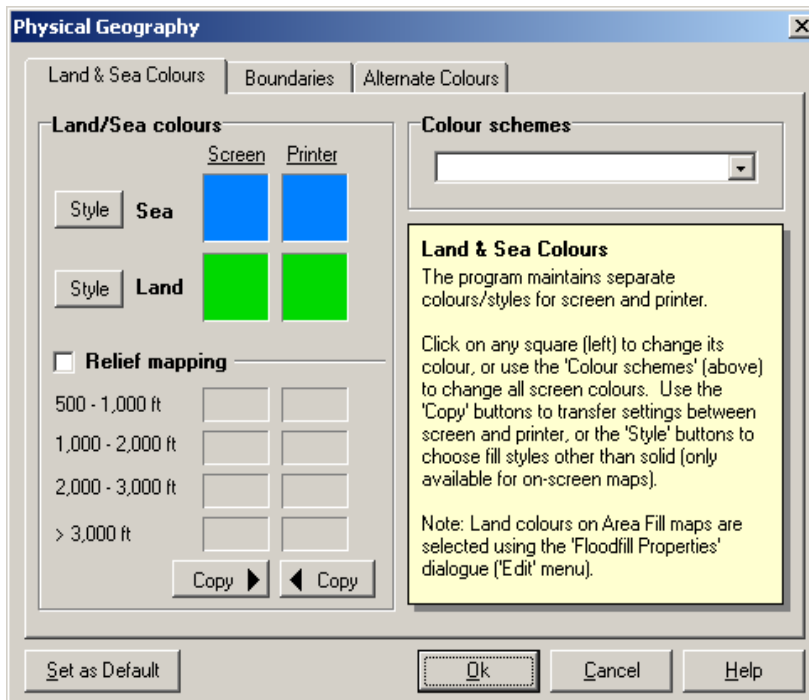 Physical Geography
Land & Sea Colours
Boundaries
Alternate Colours
Land/Sea colours
Screen
Printer
Style
Sea
Style
Land
Relief mapping
500 - 1,000 ft
1,000 - 2,000 ft
2,000 - 3,000 ft
> 3,000 ft
Copy
Copy
Colour schemes
Land & Sea Colours
The program maintains separate
colours/styles for screen and printer.
Click on any square (left) to change its
colour, or use the 'Colour schemes' (above)
to change all screen colours. Use the
'Copy' buttons to transfer settings between
screen and printer, or the 'Style' buttons to
choose fill styles other than solid (only
available for on-screen maps).
Note: Land colours on Area Fill maps are
selected using the 'Floodfill Properties'
dialogue ('Edit' menu).
Set as Default
Ok
Cancel
Help